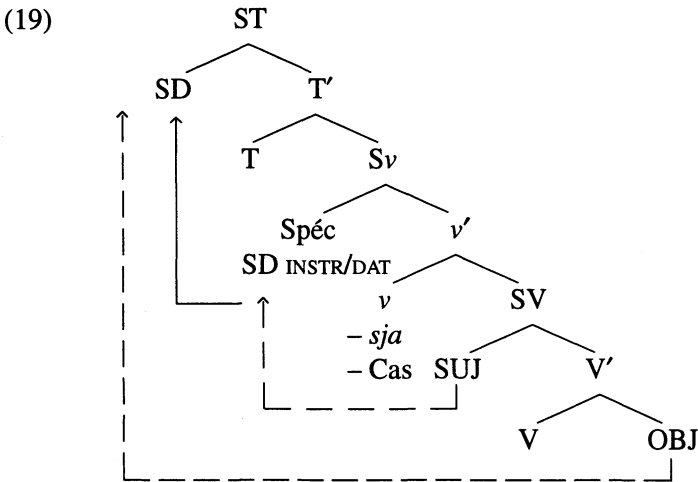 (19) ST
SD T′
T Sv
Spéc v′
SD INSTR/DAT
v SV
– sja
– Cas SUJ V′
V OBJ